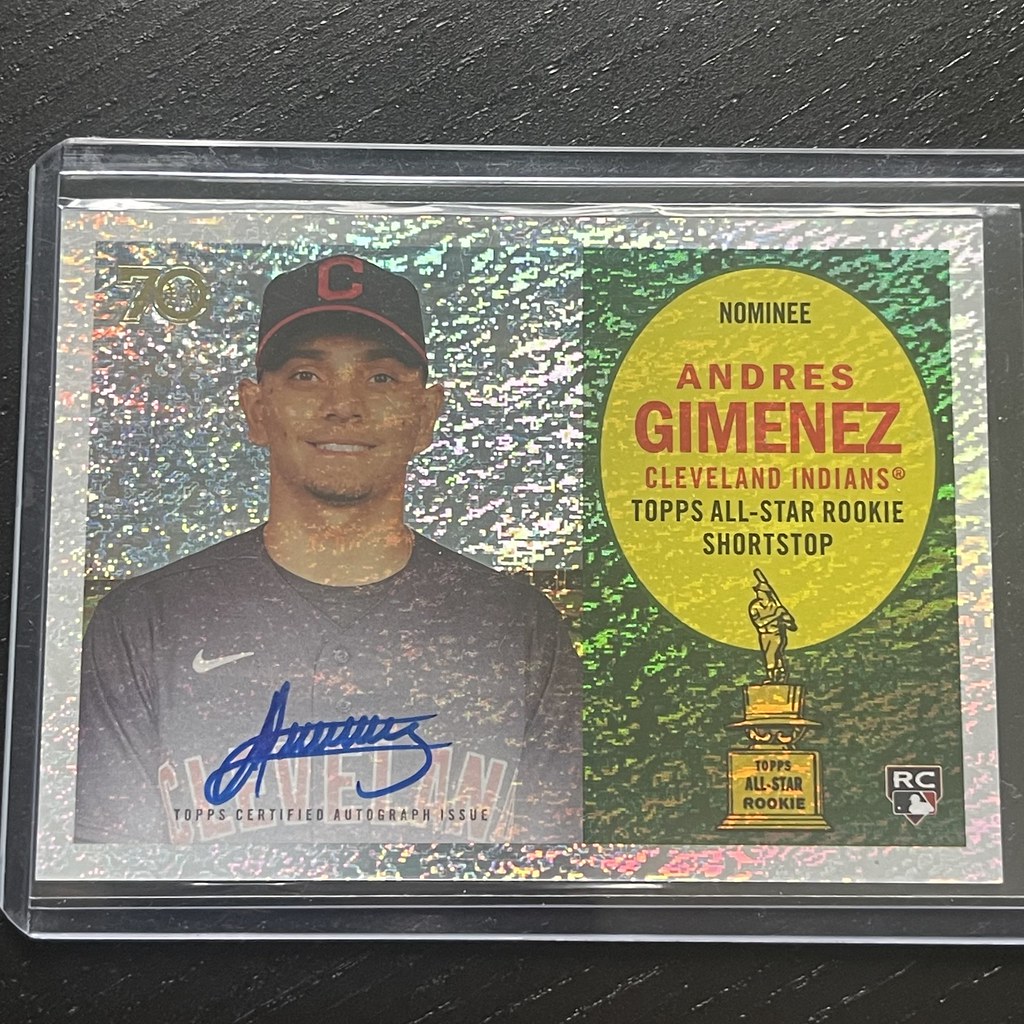 70
C
NOMINEE
ANDRES
GIMENEZ
CLEVELAND INDIANS®
TOPPS ALL-STAR ROOKIE
SHORTSTOP
TOPPS
ALL-STAR
ROOKIE
RC
CLEVELAN
TOPPS CERTIFIED AUTOGRAPH ISSUE